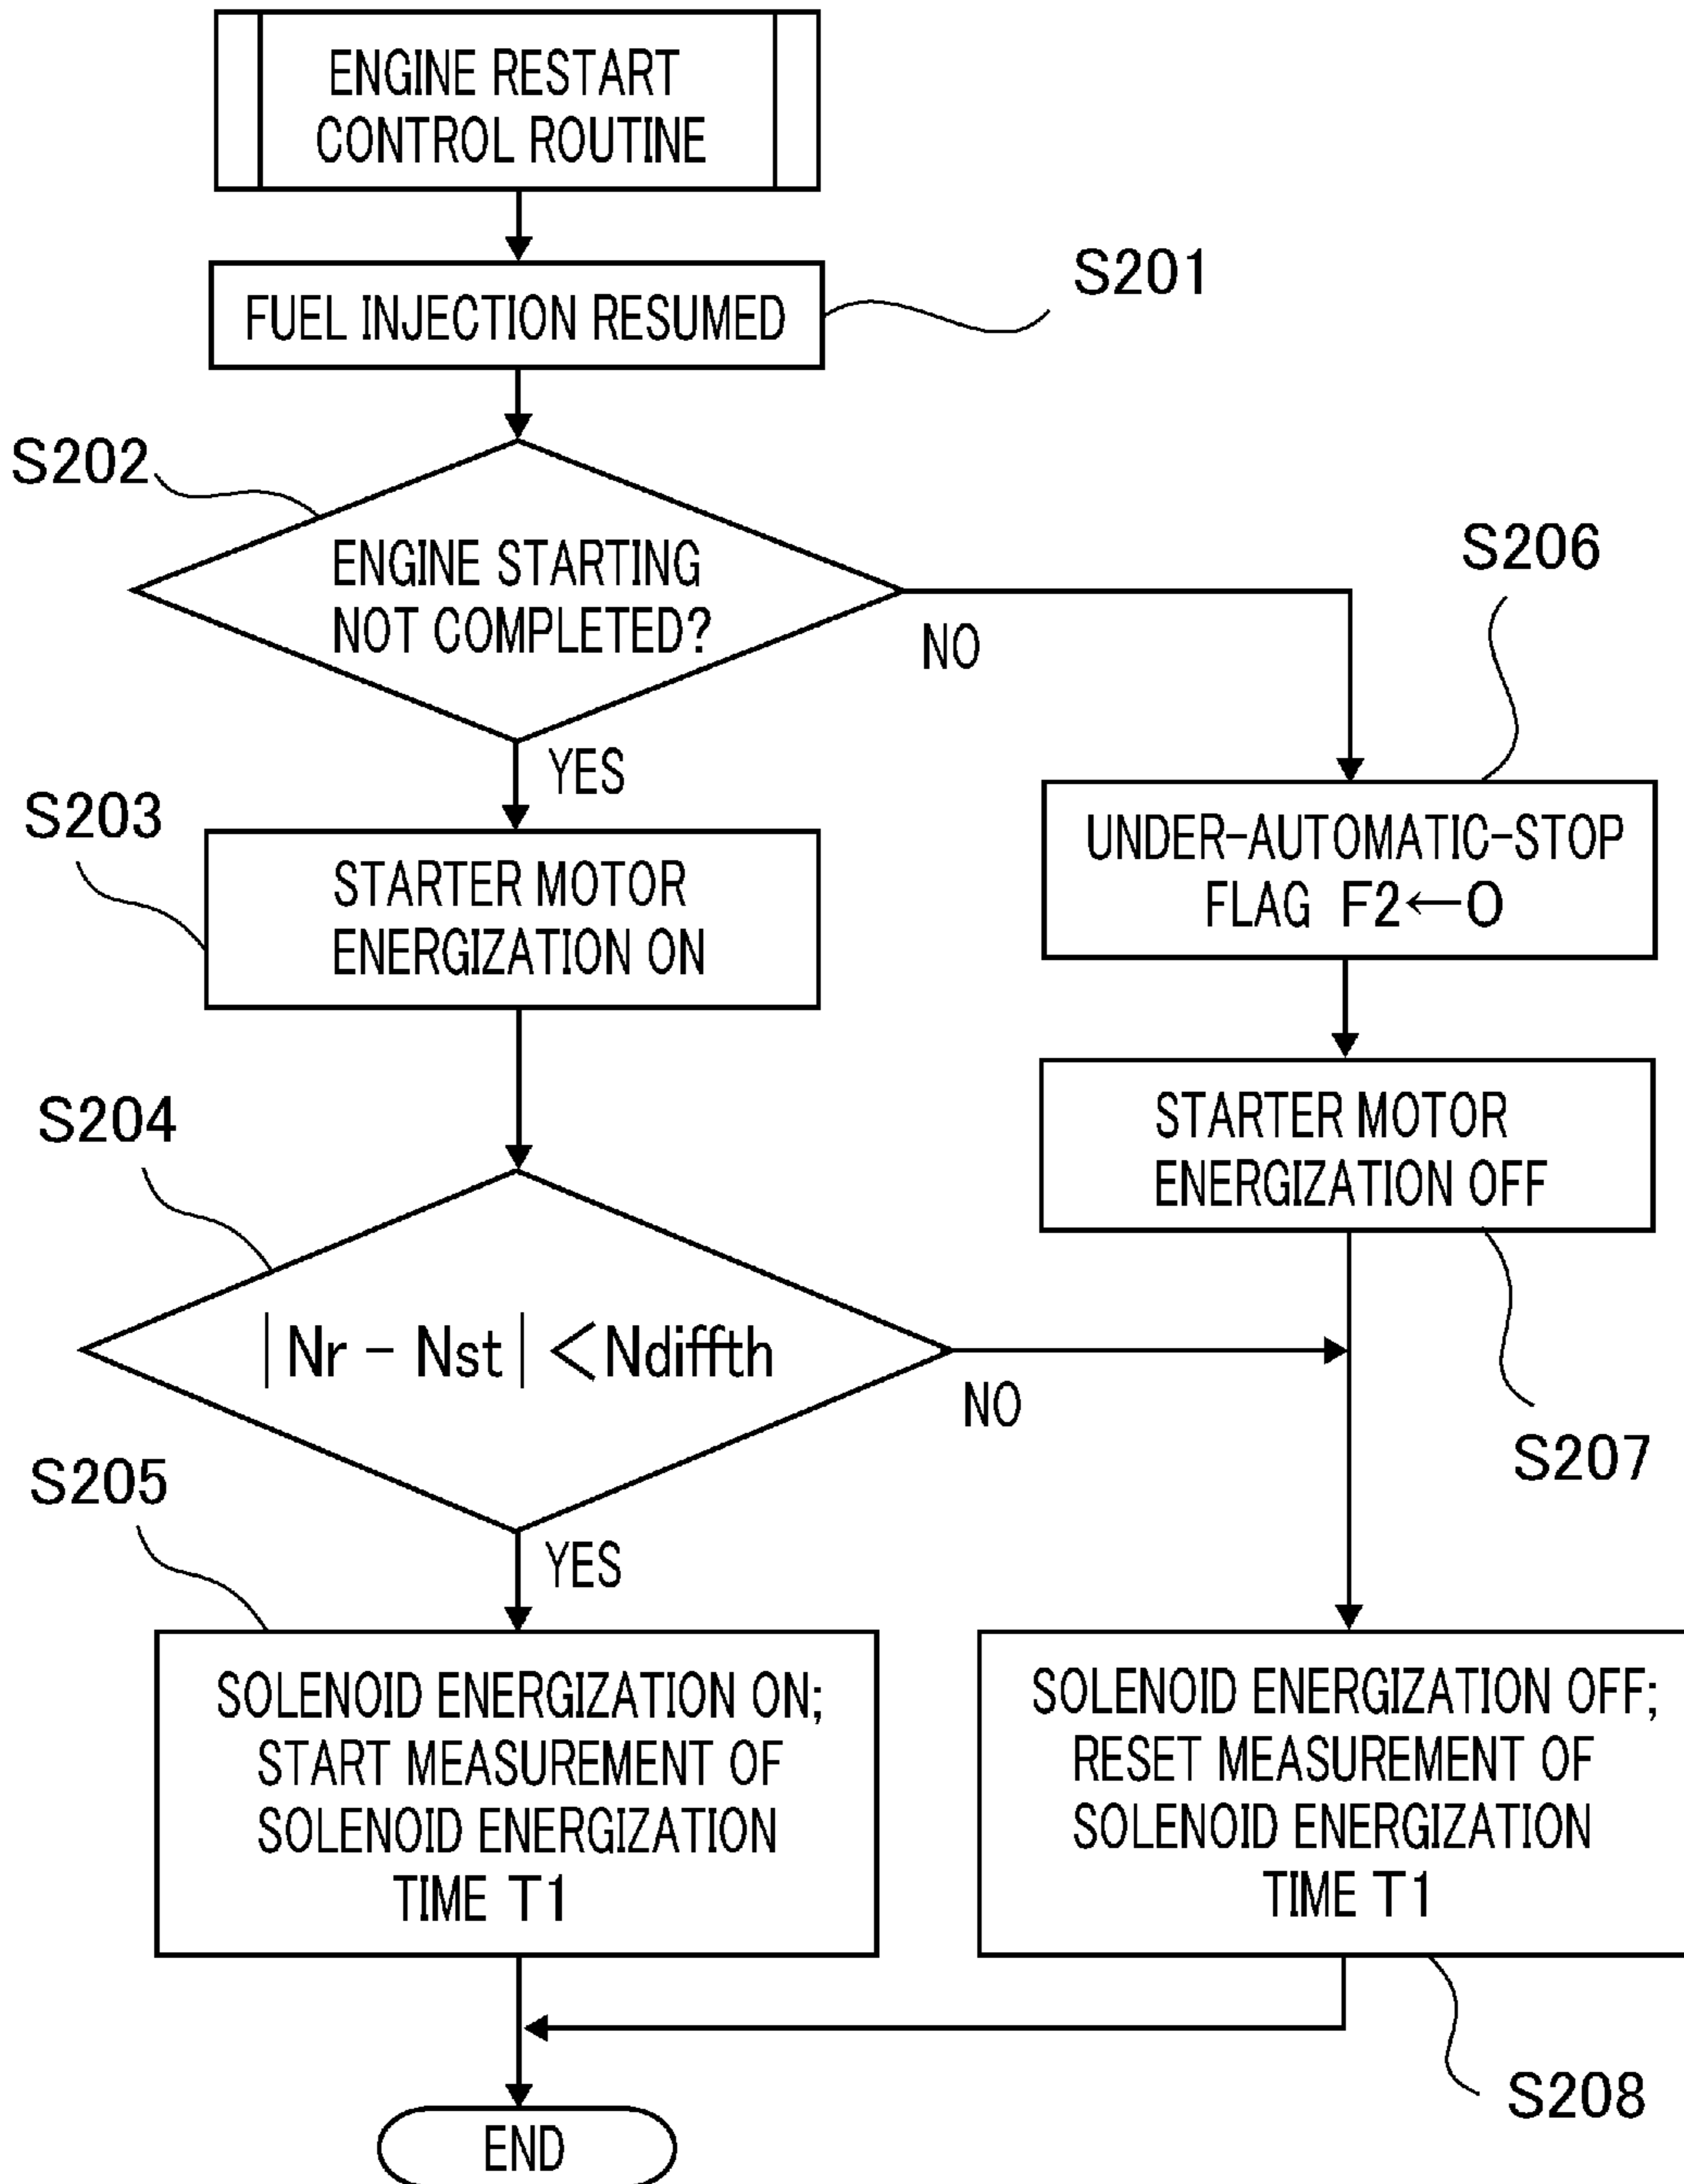 ENGINE RESTART
CONTROL ROUTINE
S201
FUEL INJECTION RESUMED
S202
ENGINE STARTING
NOT COMPLETED?
NO
YES
S206
UNDER-AUTOMATIC-STOP
FLAG F2←0
S203
STARTER MOTOR
ENERGIZATION ON
STARTER MOTOR
ENERGIZATION OFF
S207
S204
|Nr - Nst| <Ndiffth
NO
YES
S205
SOLENOID ENERGIZATION ON;
START MEASUREMENT OF
SOLENOID ENERGIZATION
TIME T1
SOLENOID ENERGIZATION OFF;
RESET MEASUREMENT OF
SOLENOID ENERGIZATION
TIME T1
S208
END